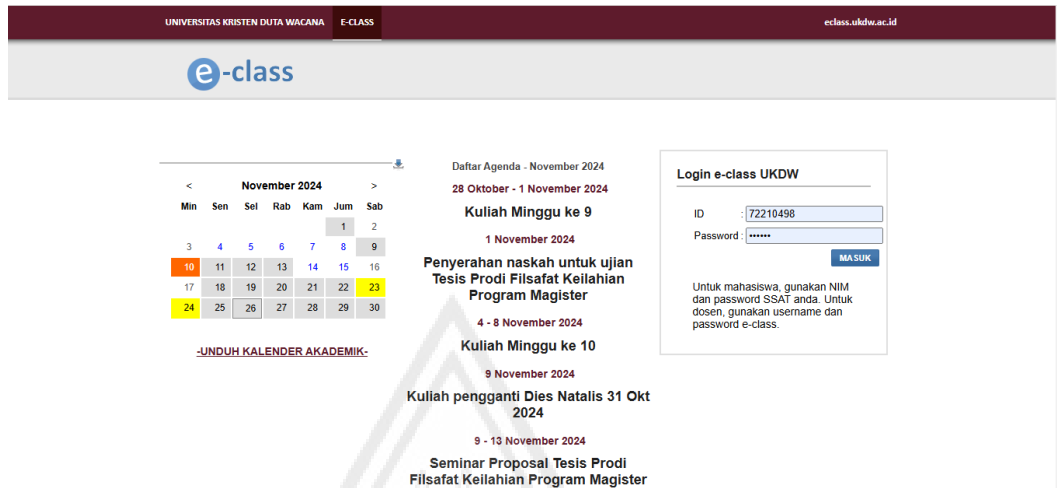 UNIVERSITAS KRISTEN DUTA WACANA E-CLASS eclass.ukdw.ac.id
e-class
< November 2024 >
Min Sen Sel Rab Kam Jum Sab
1 2
3 4 5 6 7 8 9
10 11 12 13 14 15 16
17 18 19 20 21 22 23
24 25 26 27 28 29 30
-UNDUH KALENDER AKADEMIK-
Daftar Agenda - November 2024
28 Oktober - 1 November 2024
Kuliah Minggu ke 9
1 November 2024
Penyerahan naskah untuk ujian
Tesis Prodi Filsafat Keilahian
Program Magister
4 - 8 November 2024
Kuliah Minggu ke 10
9 November 2024
Kuliah pengganti Dies Natalis 31 Okt
2024
9 - 13 November 2024
Seminar Proposal Tesis Prodi
Filsafat Keilahian Program Magister
Login e-class UKDW
ID : 72210498
Password : ••••••
MASUK
Untuk mahasiswa, gunakan NIM
dan password SSAT anda. Untuk
dosen, gunakan username dan
password e-class.